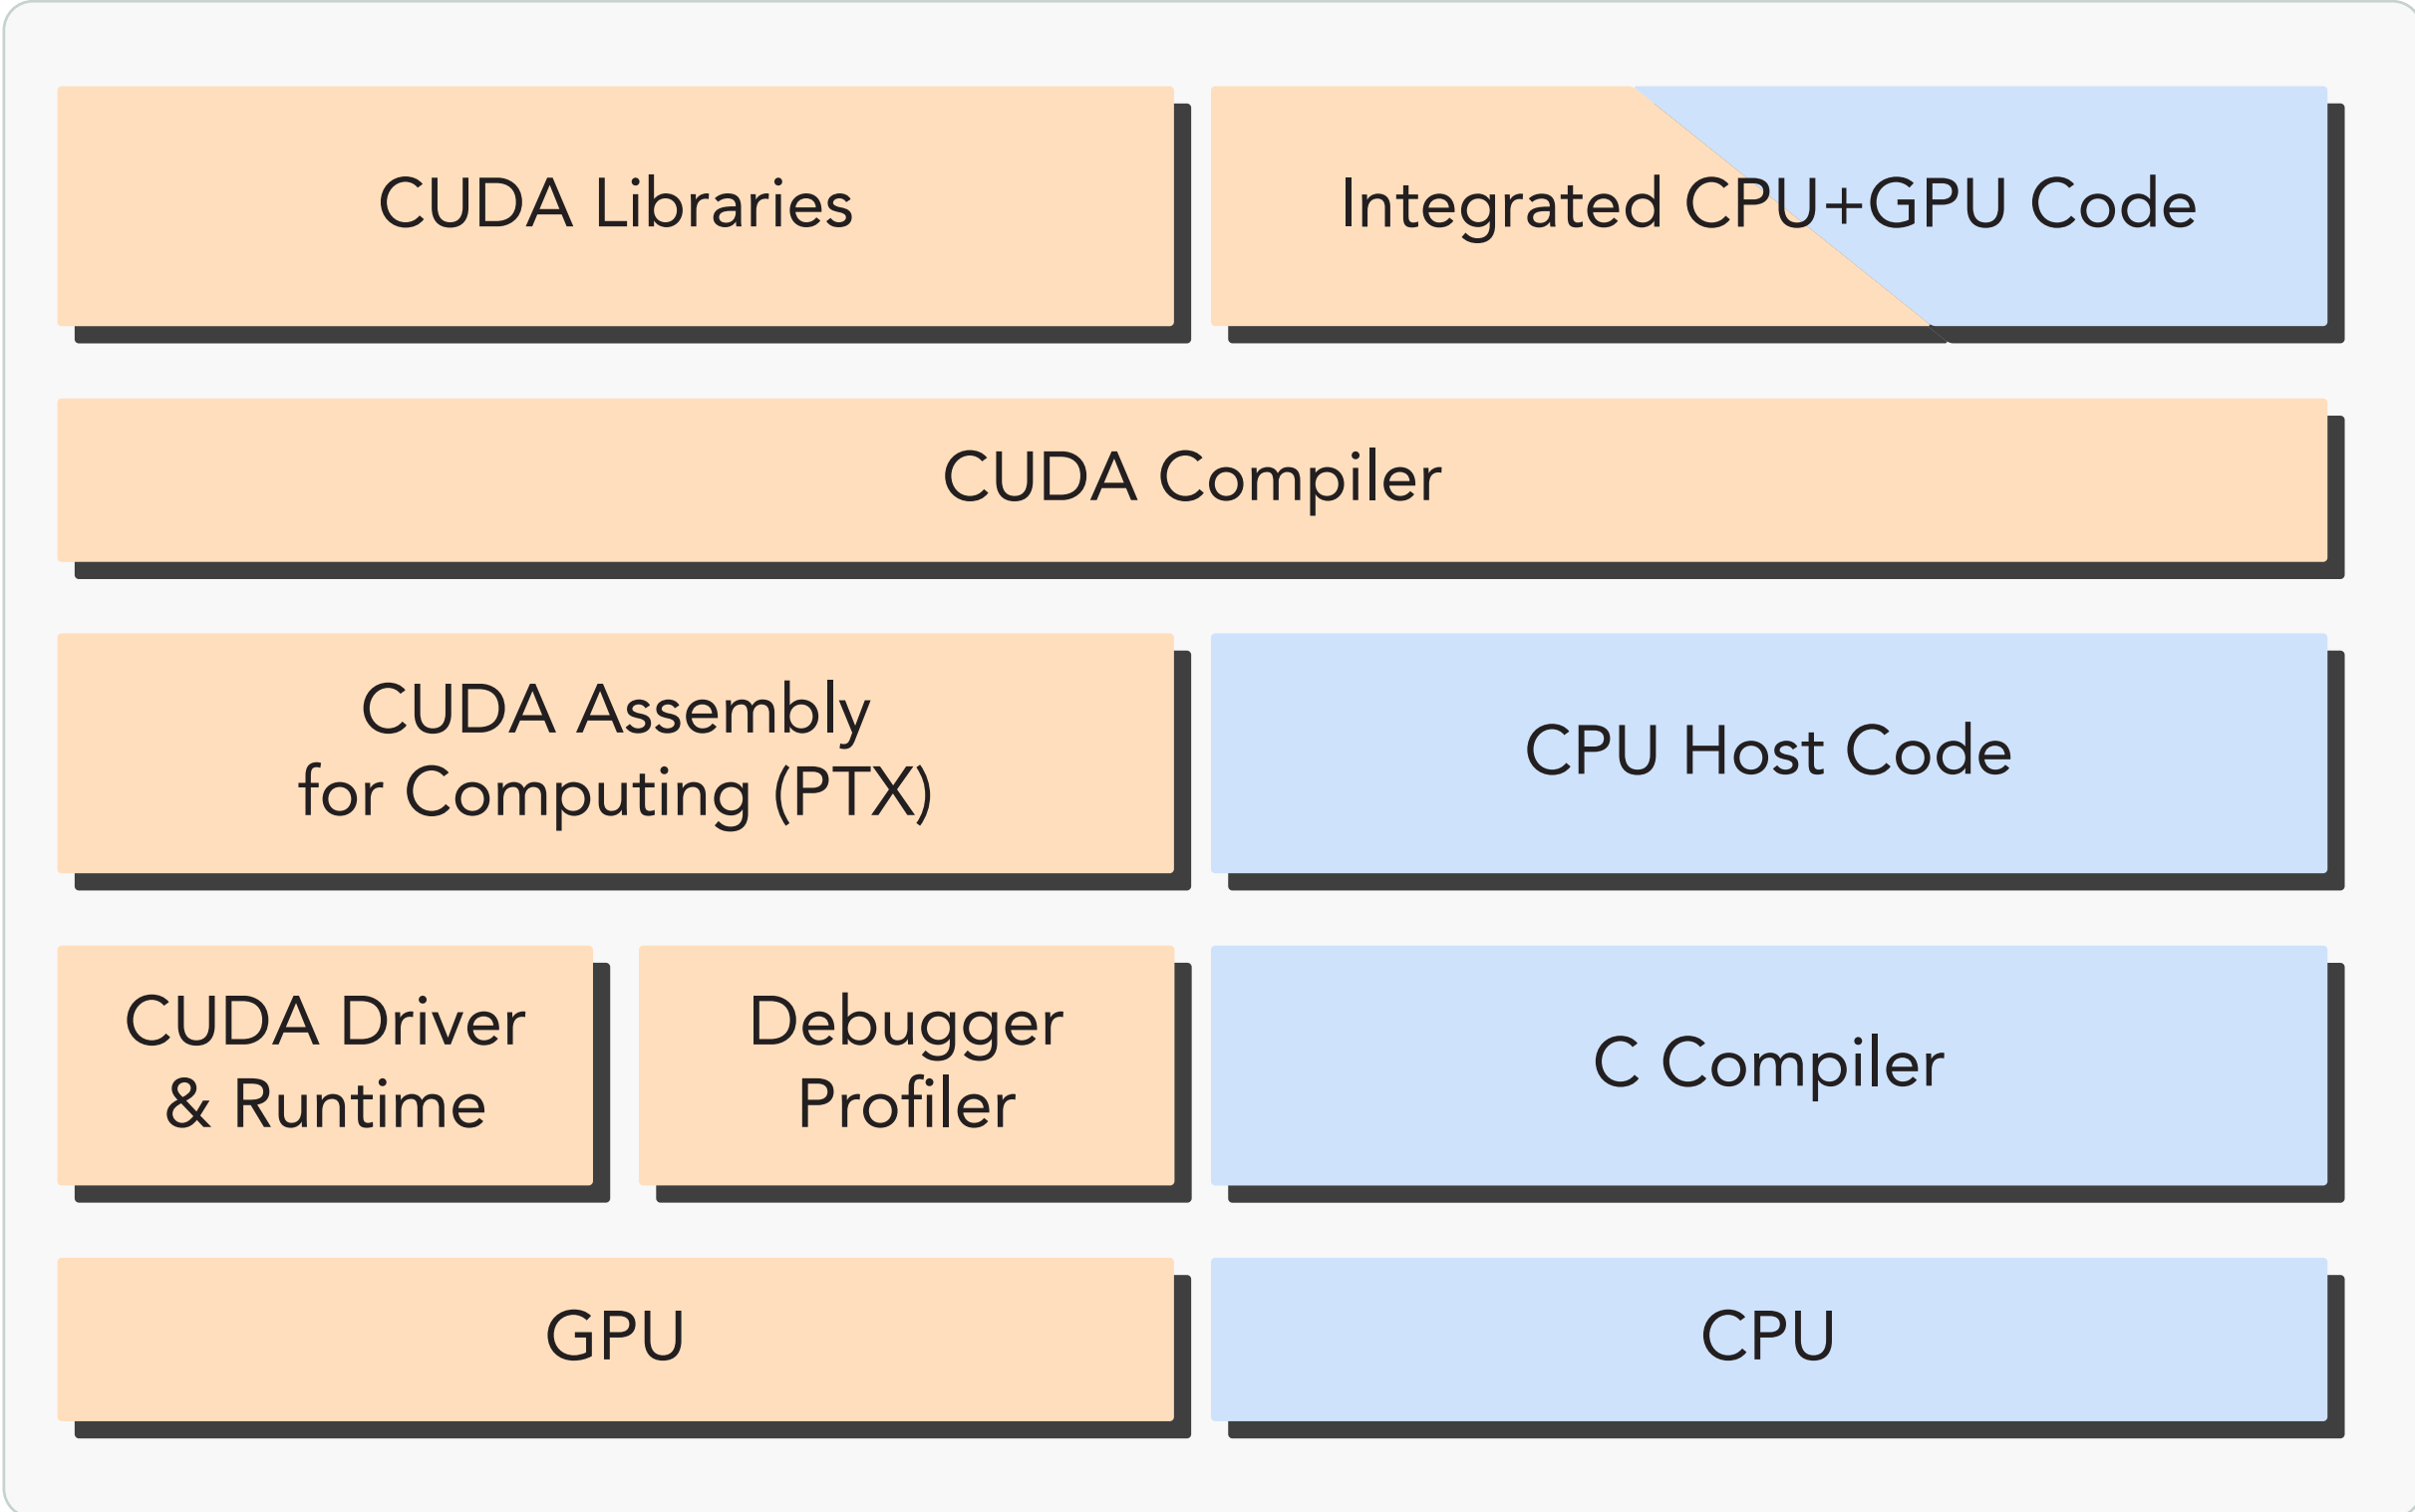 CUDA Libraries
Integrated CPU+GPU Code
CUDA Compiler
CUDA Assembly
for Computing (PTX)
CPU Host Code
CUDA Driver
& Runtime
Debugger
Profiler
C Compiler
GPU
CPU